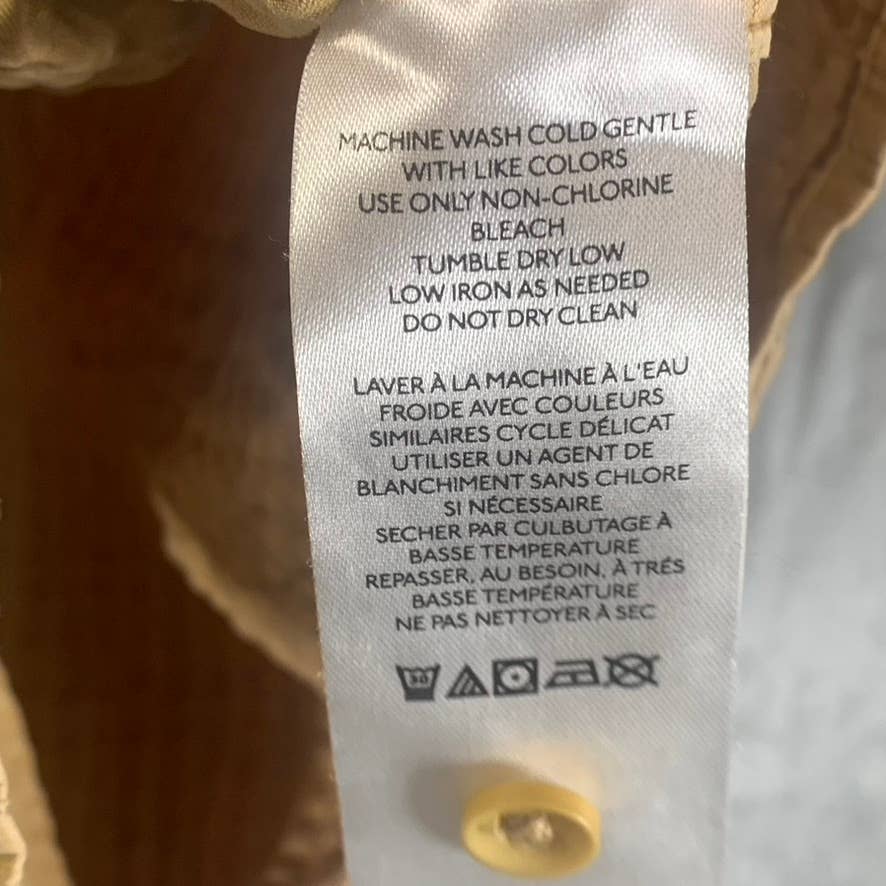 MACHINE WASH COLD GENTLE
WITH LIKE COLORS
USE ONLY NON-CHLORINE
BLEACH
TUMBLE DRY LOW
LOW IRON AS NEEDED
DO NOT DRY CLEAN
LAVER À LA MACHINE À L'EAU
FROIDE AVEC COULEURS
SIMILAIRES CYCLE DÉLICAT
UTILISER UN AGENT DE
BLANCHIMENT SANS CHLORE
SI NÉCESSAIRE
SECHER PAR CULBUTAGE À
BASSE TEMPERATURE
REPASSER, AU BESOIN, À TRÉS
BASSE TEMPÉRATURE
NE PAS NETTOYER À SEC
30